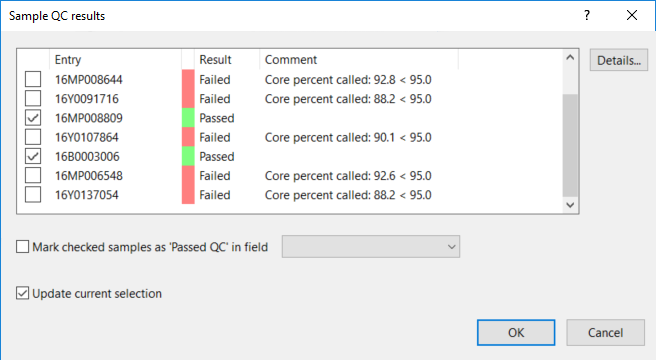 Sample QC results
?
Entry Result Comment
Details...
16MP008644 Failed Core percent called: 92.8 < 95.0
16Y0091716 Failed Core percent called: 88.2 < 95.0
16MP008809 Passed
16Y0107864 Failed Core percent called: 90.1 < 95.0
16B0003006 Passed
16MP006548 Failed Core percent called: 92.6 < 95.0
16Y0137054 Failed Core percent called: 88.2 < 95.0
Mark checked samples as 'Passed QC' in field
Update current selection
OK Cancel